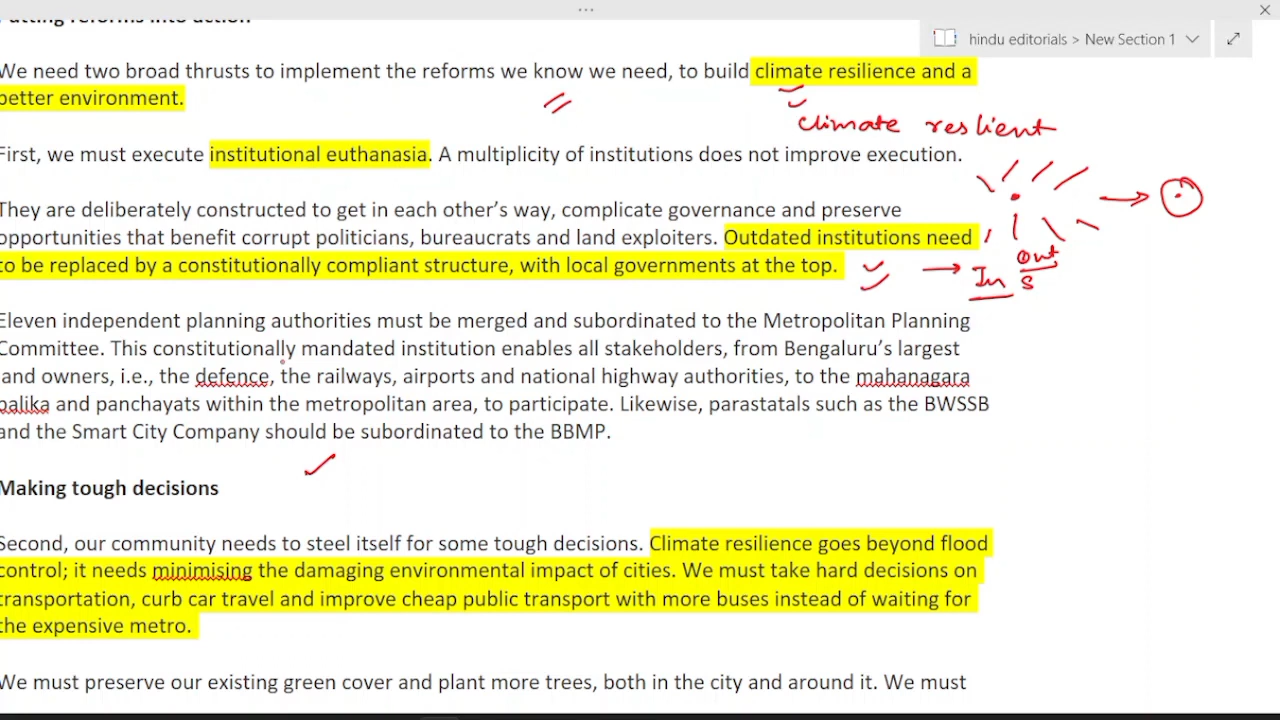 Putting reforms into action
hindu editorials > New Section 1
We need two broad thrusts to implement the reforms we know we need, to build climate resilience and a
better environment.
climate reslient
First, we must execute institutional euthanasia. A multiplicity of institutions does not improve execution.
They are deliberately constructed to get in each other's way, complicate governance and preserve
opportunities that benefit corrupt politicians, bureaucrats and land exploiters. Outdated institutions need
to be replaced by a constitutionally compliant structure, with local governments at the top.
Out
In S
Eleven independent planning authorities must be merged and subordinated to the Metropolitan Planning
Committee. This constitutionally mandated institution enables all stakeholders, from Bengaluru's largest
land owners, i.e., the defence, the railways, airports and national highway authorities, to the mahanagara
palika and panchayats within the metropolitan area, to participate. Likewise, parastatals such as the BWSSB
and the Smart City Company should be subordinated to the BBMP.
Making tough decisions
Second, our community needs to steel itself for some tough decisions. Climate resilience goes beyond flood
control; it needs minimising the damaging environmental impact of cities. We must take hard decisions on
transportation, curb car travel and improve cheap public transport with more buses instead of waiting for
the expensive metro.
We must preserve our existing green cover and plant more trees, both in the city and around it. We must